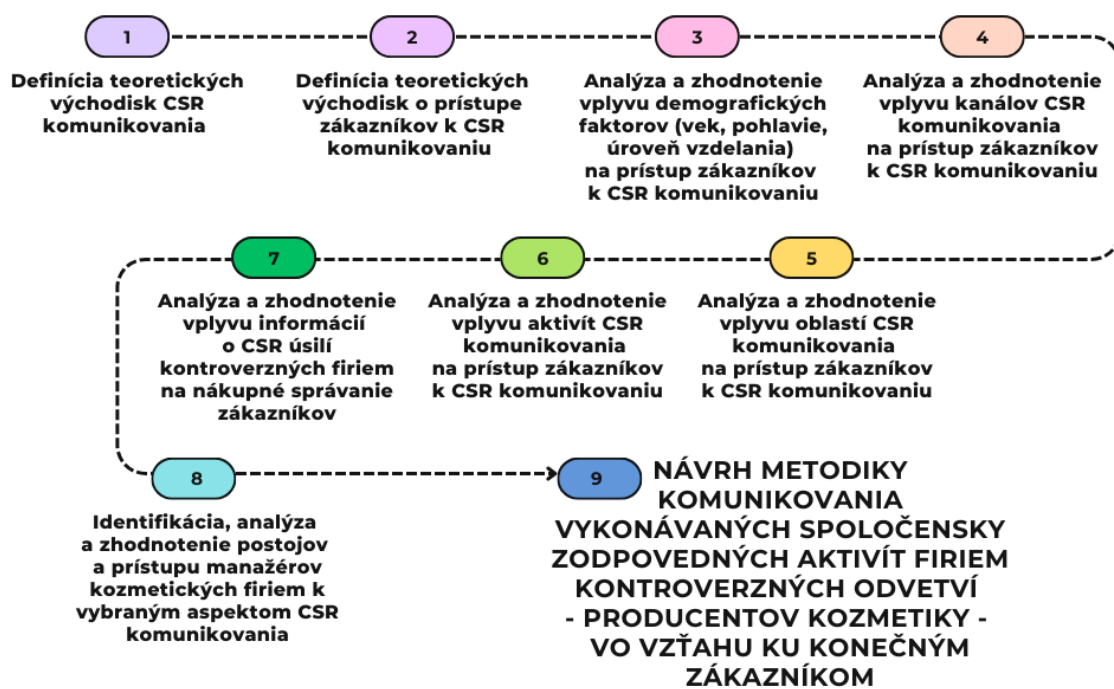 1
Definícia teoretických
východísk CSR
komunikovania
2
Definícia teoretických
východísk o prístupe
zákazníkov k CSR
komunikovaniu
3
Analýza a zhodnotenie
vplyvu demografických
faktorov (vek, pohlavie,
úroveň vzdelania)
na prístup zákazníkov
k CSR komunikovaniu
4
Analýza a zhodnotenie
vplyvu kanálov CSR
komunikovania
na prístup zákazníkov
k CSR komunikovaniu
5
Analýza a zhodnotenie
vplyvu oblastí CSR
komunikovania
na prístup zákazníkov
k CSR komunikovaniu
6
Analýza a zhodnotenie
vplyvu aktivít CSR
komunikovania
na prístup zákazníkov
k CSR komunikovaniu
7
Analýza a zhodnotenie
vplyvu informácií
o CSR úsilí
kontroverzných firiem
na nákupné správanie
zákazníkov
8
Identifikácia, analýza
a zhodnotenie postojov
a prístupu manažérov
kozmetických firiem k
vybraným aspektom CSR
komunikovania
9
NÁVRH METODIKY
KOMUNIKOVANIA
VYKONÁVANÝCH SPOLOČENSKY
ZODPOVEDNÝCH AKTIVÍT FIRIEM
KONTROVERZNÝCH ODVETVÍ
- PRODUCENTOV KOZMETIKY -
VO VZŤAHU KU KONEČNÝM
ZÁKAZNÍKOM